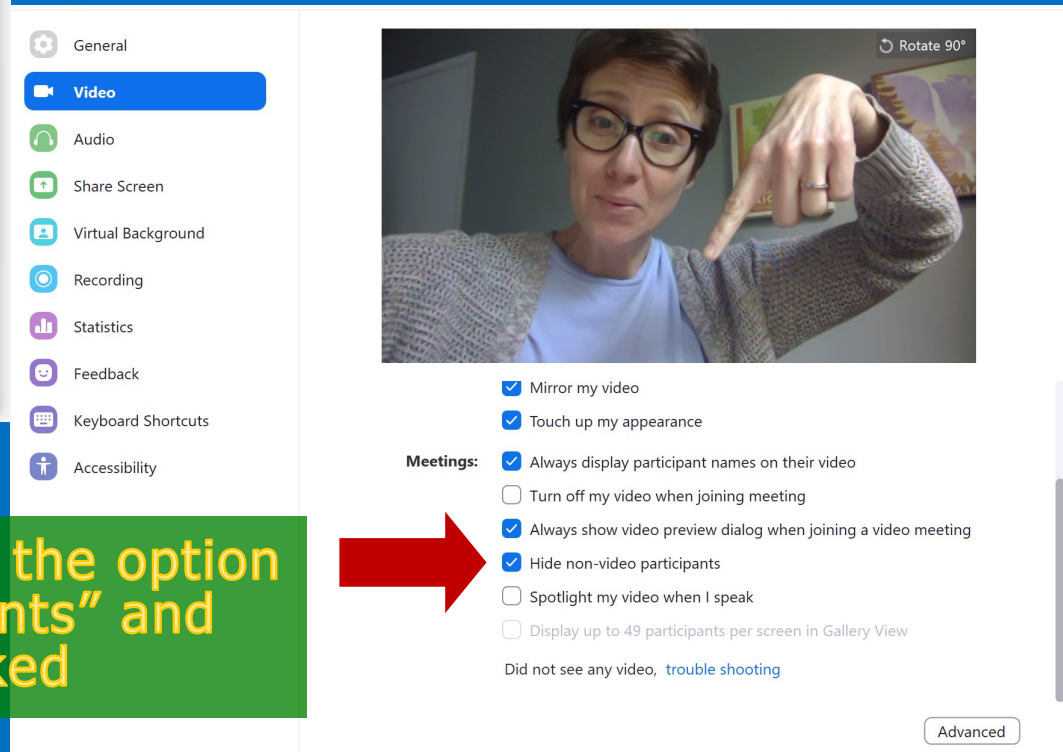 General
Video
Audio
Share Screen
Virtual Background
Recording
Statistics
Feedback
Keyboard Shortcuts
Accessibility
Rotate 90°
Mirror my video
Touch up my appearance
Meetings:
Always display participant names on their video
Turn off my video when joining meeting
Always show video preview dialog when joining a video meeting
Hide non-video participants
Spotlight my video when I speak
Display up to 49 participants per screen in Gallery View
Did not see any video, trouble shooting
Advanced
the option
nts” and
ked